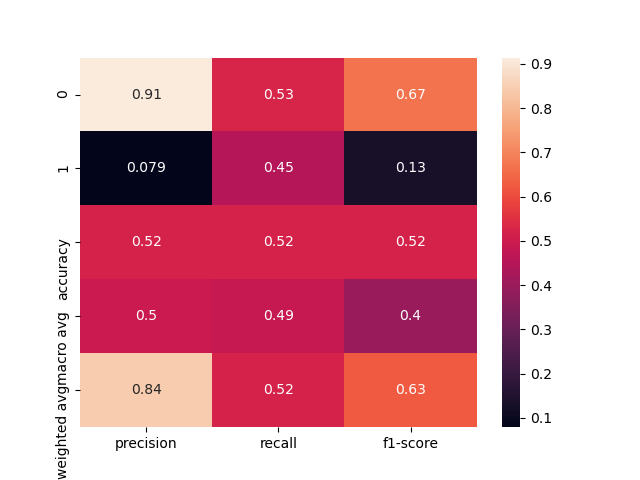 0 0.91 0.53 0.67
1 0.079 0.45 0.13
accuracy 0.52 0.52 0.52
macro avg 0.5 0.49 0.4
weighted avg 0.84 0.52 0.63
precision recall f1-score
0.9
0.8
0.7
0.6
0.5
0.4
0.3
0.2
0.1